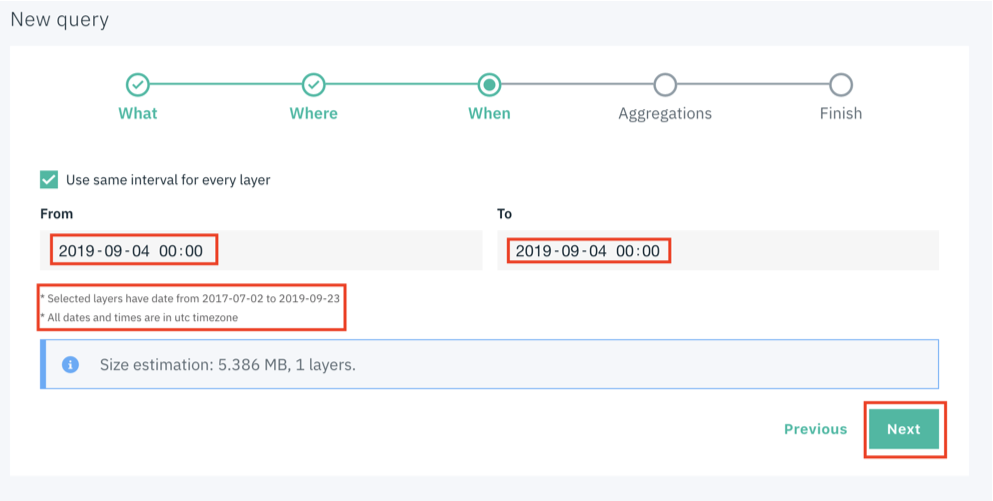 New query
What Where When Aggregations Finish
Use same interval for every layer
From To
2019-09-04 00:00 2019-09-04 00:00
* Selected layers have date from 2017-07-02 to 2019-09-23
* All dates and times are in utc timezone
Size estimation: 5.386 MB, 1 layers.
Previous Next